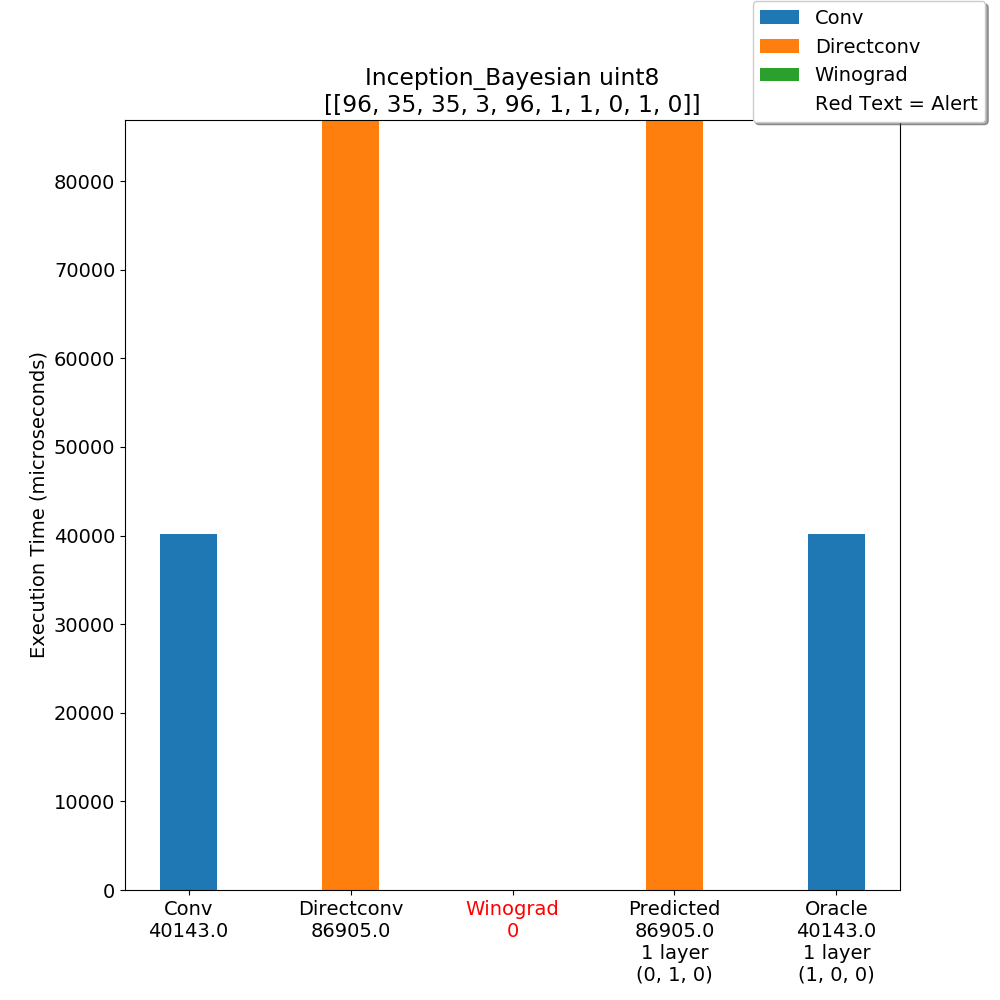 Conv
Directconv
Winograd
Red Text = Alert
Inception_Bayesian uint8
[[96, 35, 35, 3, 96, 1, 1, 0, 1, 0]]
Execution Time (microseconds)
80000
70000
60000
50000
40000
30000
20000
10000
0
Conv
40143.0
Directconv
86905.0
Winograd
0
Predicted
86905.0
1 layer
(0, 1, 0)
Oracle
40143.0
1 layer
(1, 0, 0)